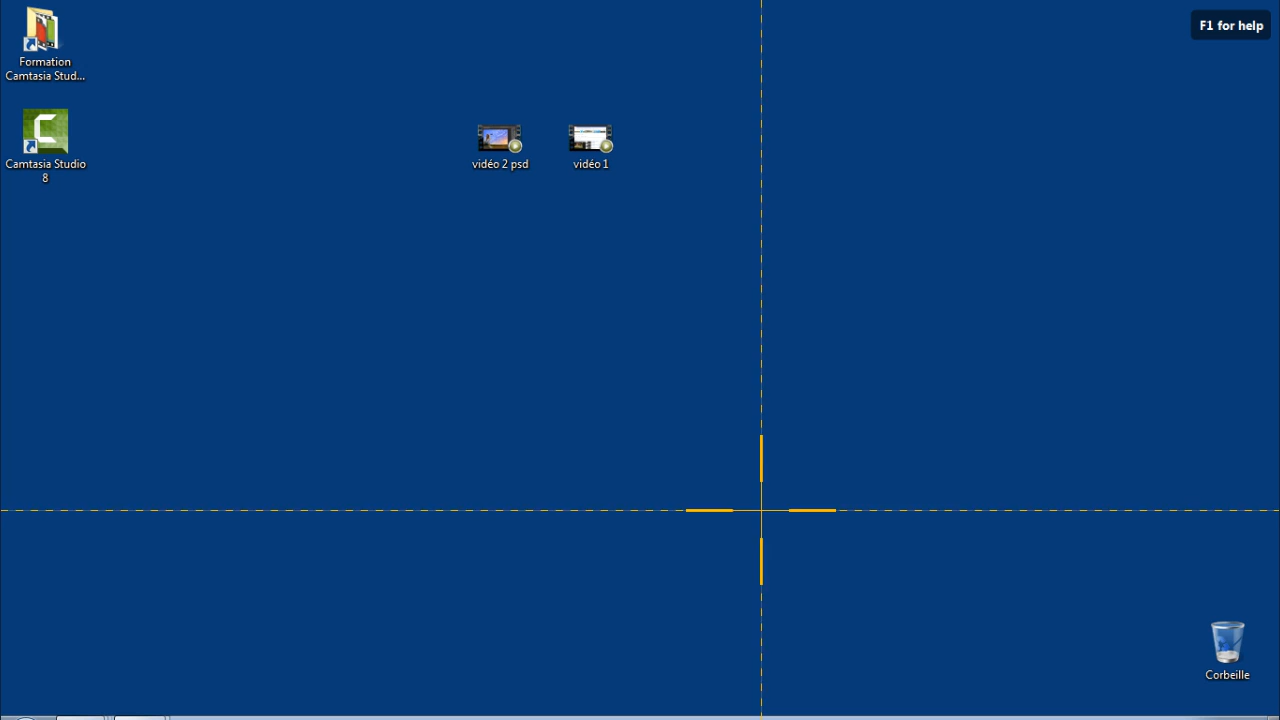 Formation
Camtasia Stud...
F1 for help
Camtasia Studio
8
vidéo 2 psd
vidéo 1
Corbeille